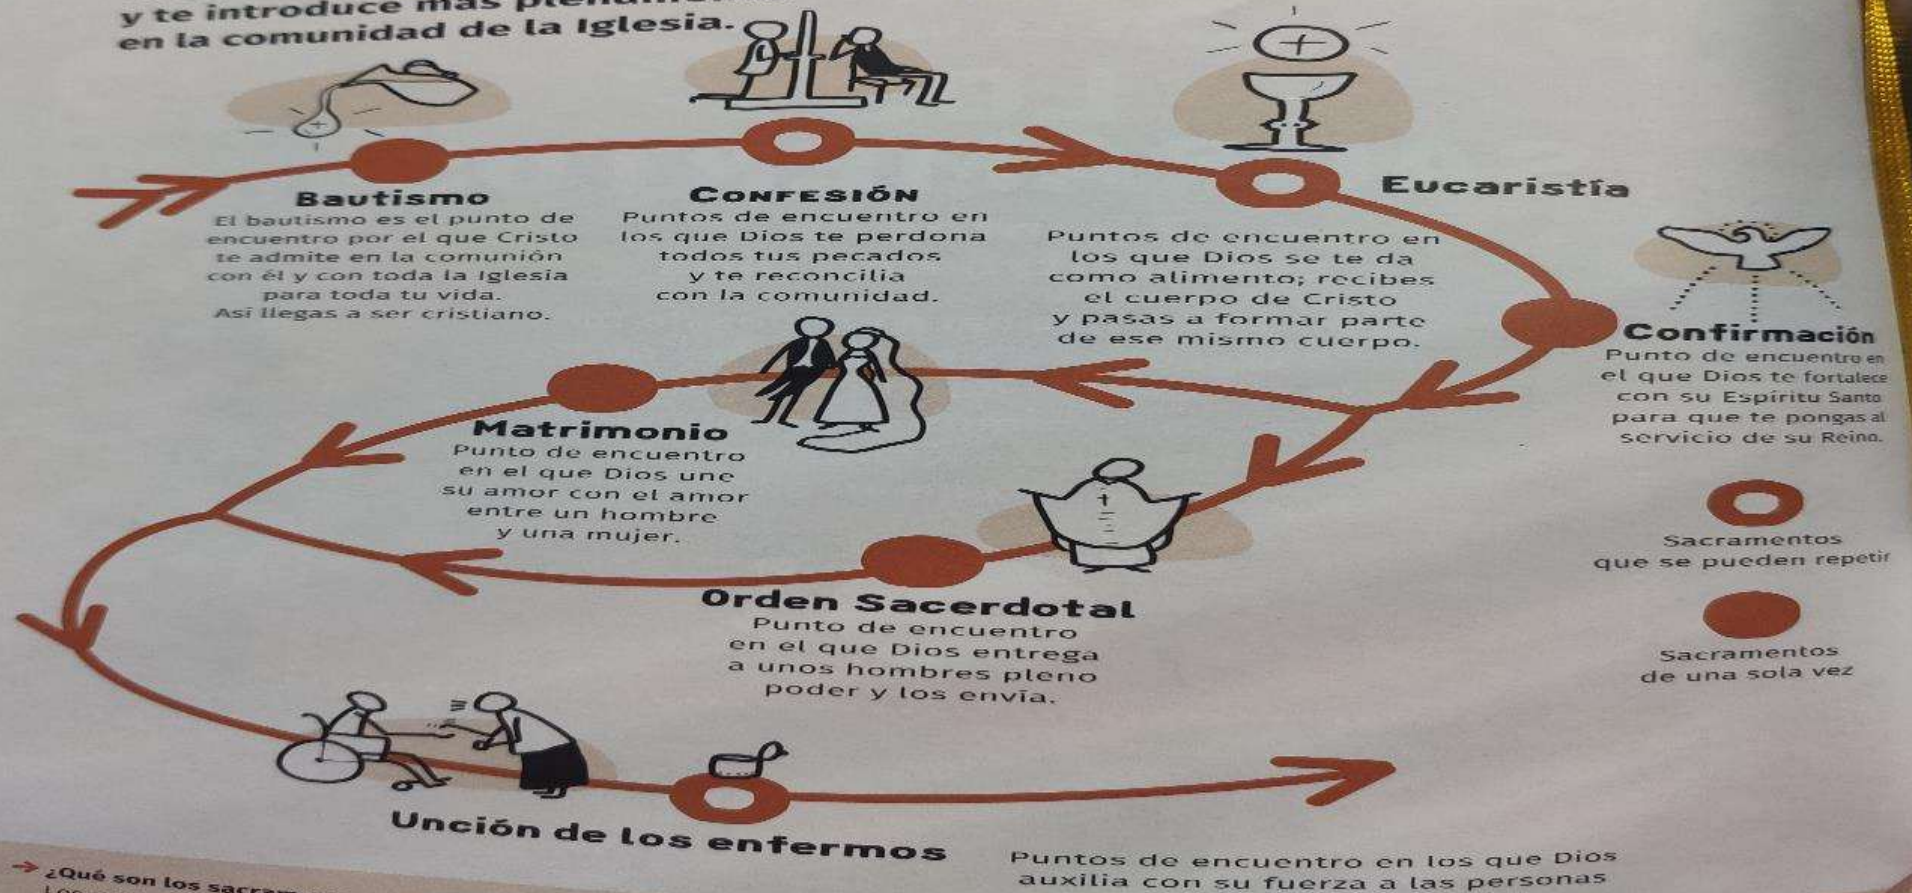 y te introduce más
en la comunidad de la Iglesia.
Bautismo
El bautismo es el punto de
encuentro por el que Cristo
te admite en la comunión
con él y con toda la Iglesia
para toda tu vida.
Así llegas a ser cristiano.
CONFESIÓN
Puntos de encuentro en
los que Dios te perdona
todos tus pecados
y te reconcilia
con la comunidad.
Eucaristía
Puntos de encuentro en
los que Dios se te da
como alimento; recibes
el cuerpo de Cristo
y pasas a formar parte
de ese mismo cuerpo.
Confirmación
Punto de encuentro en
el que Dios te fortalece
con su Espíritu Santo
para que te pongas al
servicio de su Reino.
Matrimonio
Punto de encuentro
en el que Dios une
su amor con el amor
entre un hombre
y una mujer.
Orden Sacerdotal
Punto de encuentro
en el que Dios entrega
a unos hombres pleno
poder y los envía.
Sacramentos
que se pueden repetir
Sacramentos
de una sola vez
Unción de los enfermos
Puntos de encuentro en los que Dios
auxilia con su fuerza a las personas
¿Qué son los